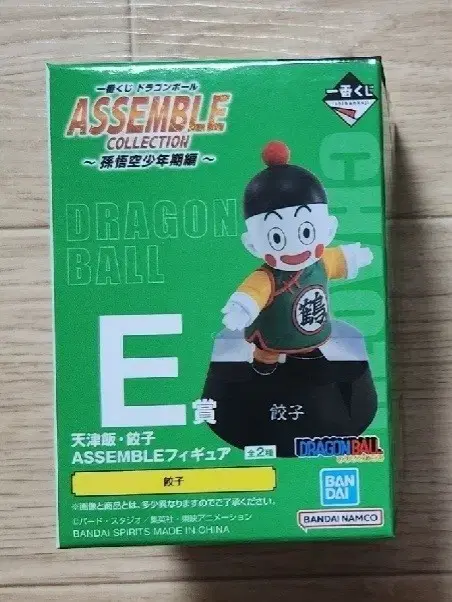 一番くじ ドラゴンボール
ASSEMBLE
COLLECTION
～ 孫悟空少年期編 ～
一番くじ
DRAGON
BALL
鶴
E賞
餃子
天津飯・餃子
ASSEMBLEフィギュア 全2種
DRAGON BALL
餃子
BAN
DAI
※画像と商品とは、多少異なりますのでご了承ください。
©バード・スタジオ/集英社・東映アニメーション
BANDAI SPIRITS MADE IN CHINA
BANDAI NAMCO